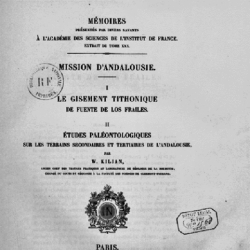 MÉMOIRES
PRÉSENTÉS PAR DIVERS SAVANTS
À L'ACADÉMIE DES SCIENCES DE L'INSTITUT DE FRANCE.
EXTRAIT DU TOME XXX.
MISSION D'ANDALOUSIE.
I
LE GISEMENT TITHONIQUE
DE FUENTE DE LOS FRAILES.
II
ÉTUDES PALÉONTOLOGIQUES
SUR LES TERRAINS SECONDAIRES ET TERTIAIRES DE L'ANDALOUSIE.
PAR
W. KILIAN,
PARIS.